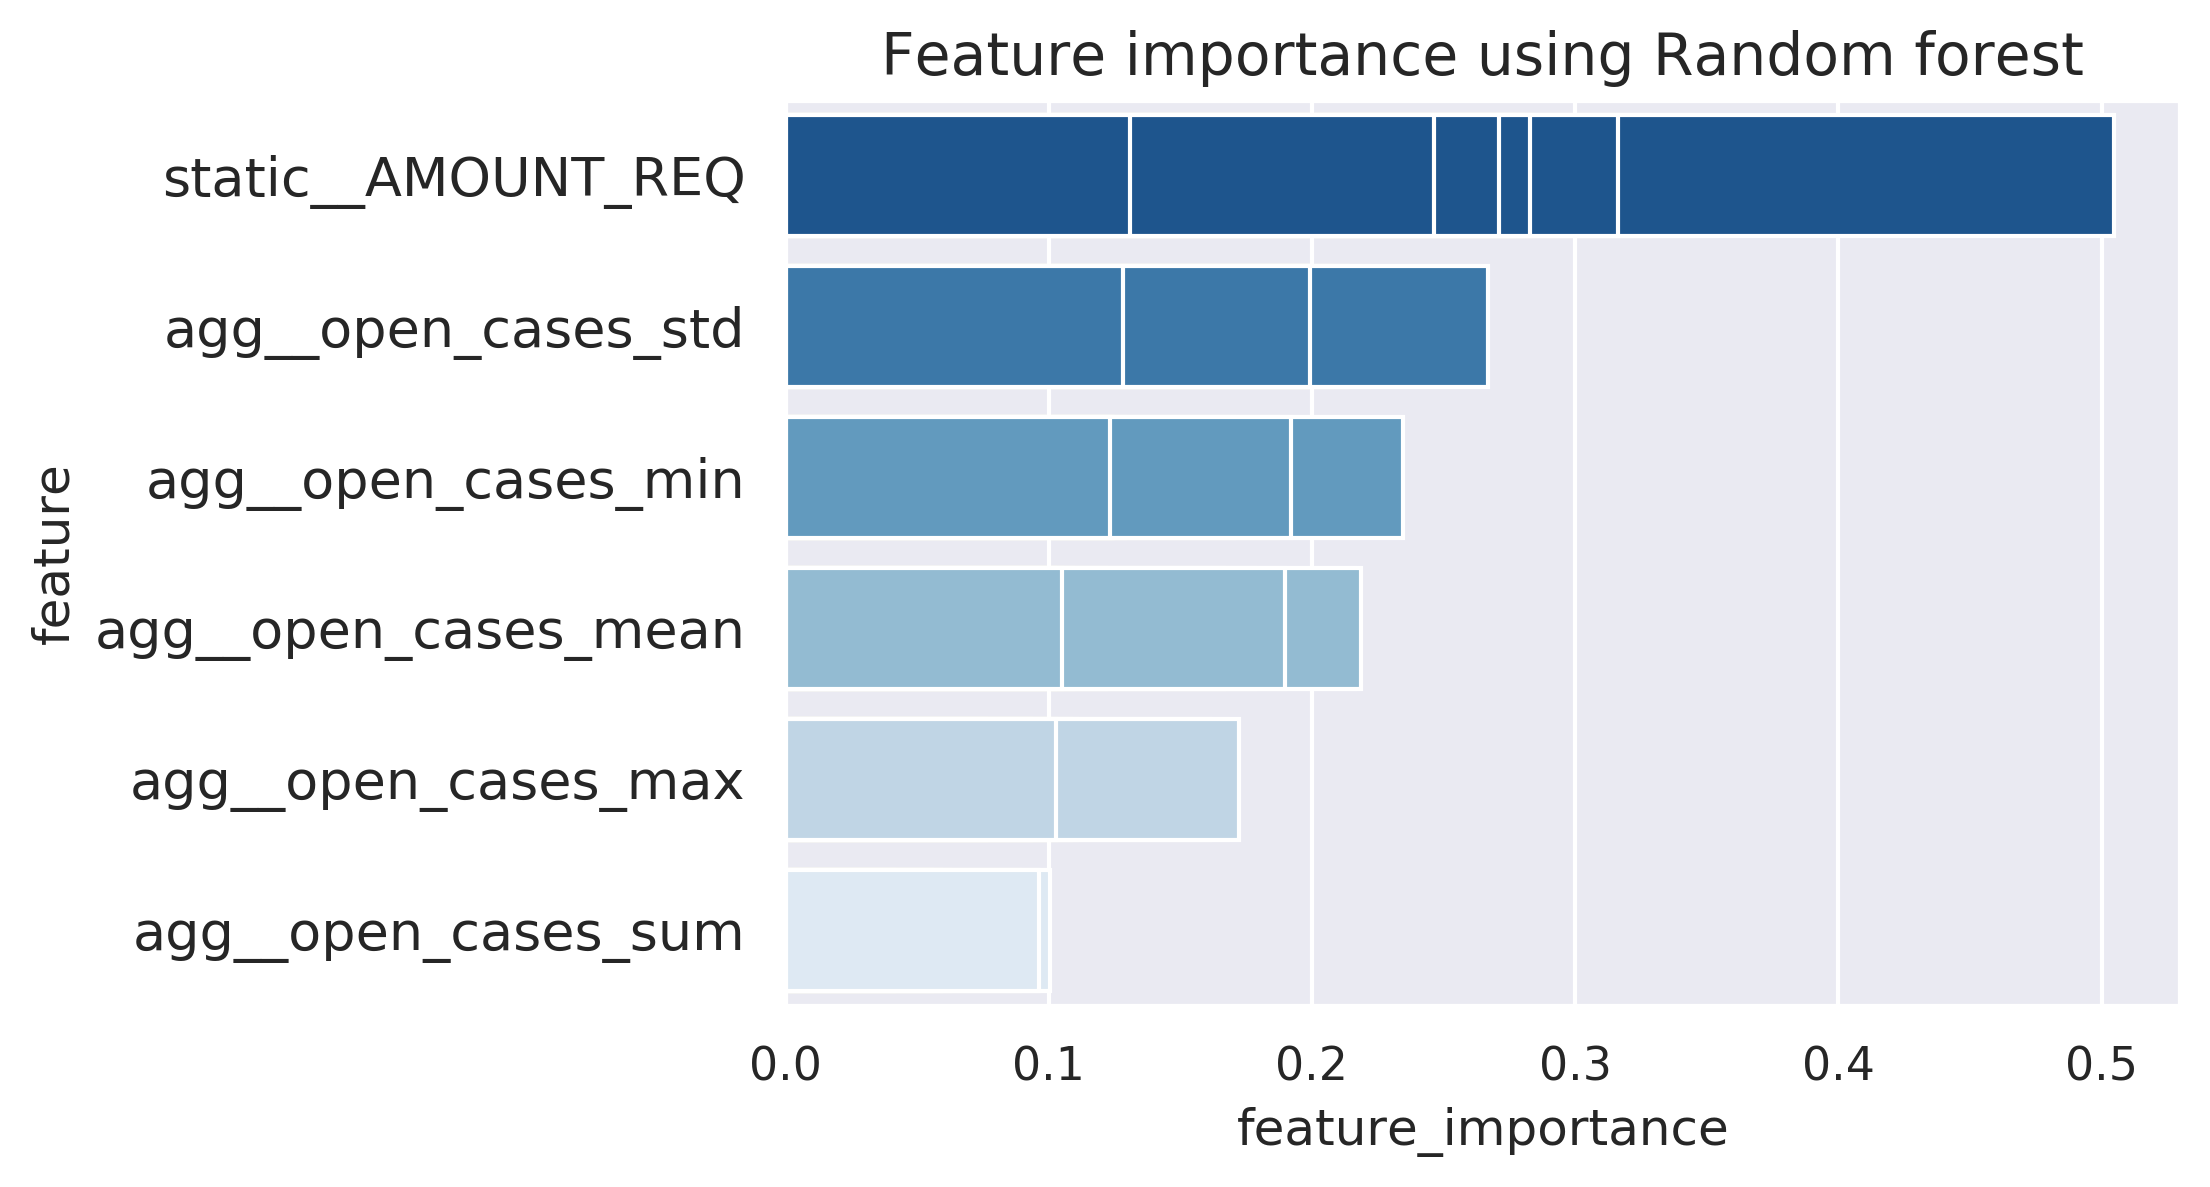 Feature importance using Random forest
static__AMOUNT_REQ
agg__open_cases_std
agg__open_cases_min
agg__open_cases_mean
agg__open_cases_max
agg__open_cases_sum
feature
0.0 0.1 0.2 0.3 0.4 0.5
feature_importance